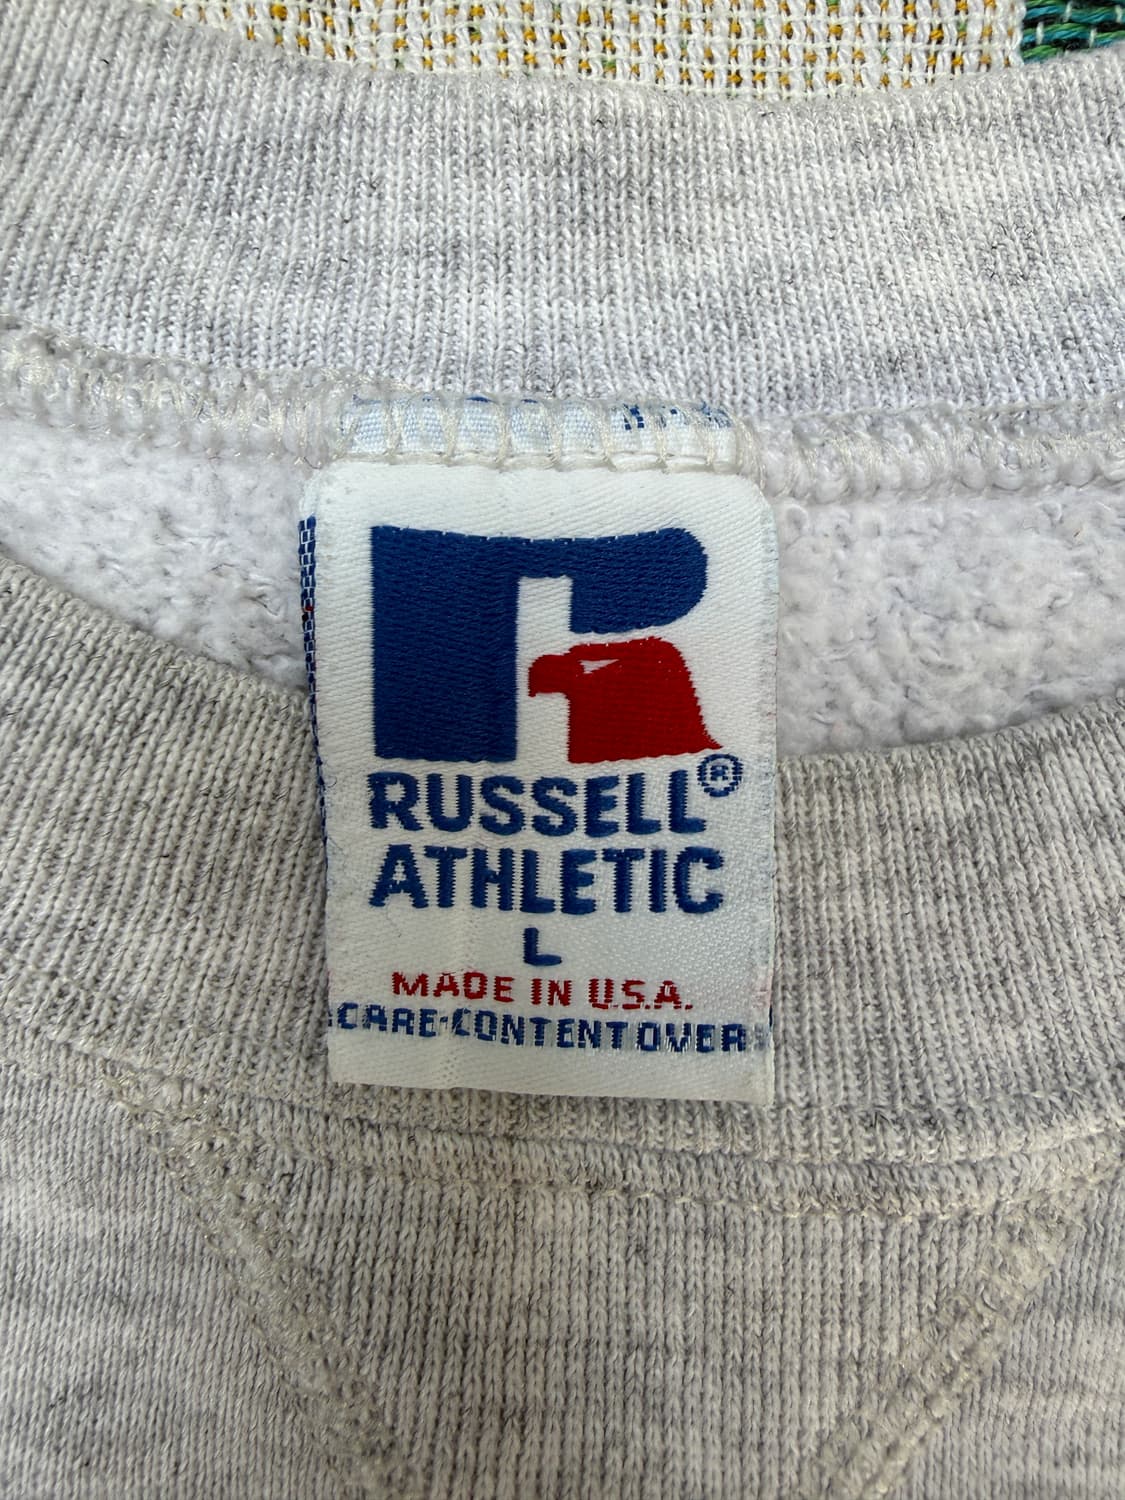 RUSSELL®
ATHLETIC
L
MADE IN U.S.A.
CARE-CONTENT OVER